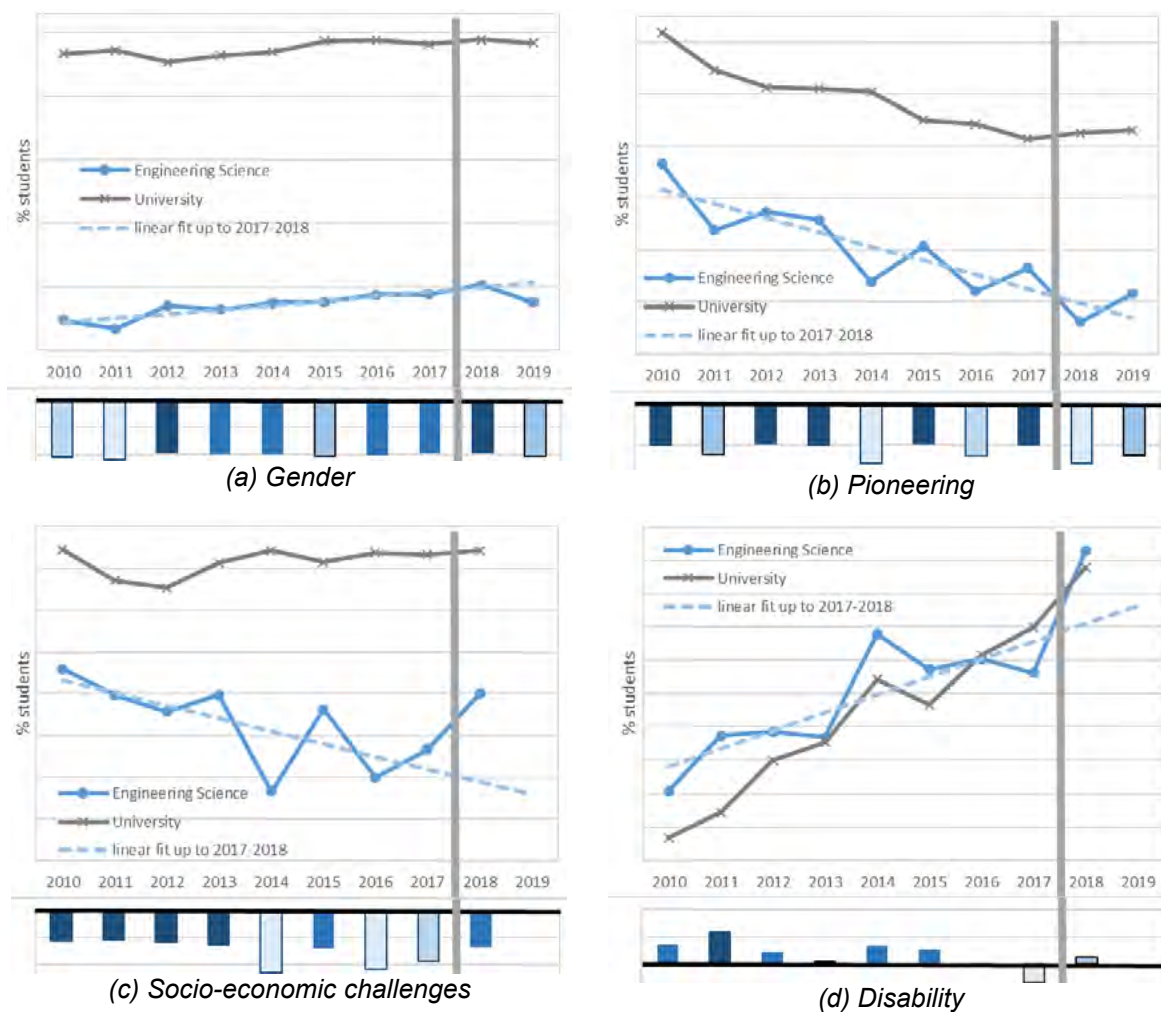 % students
Engineering Science
University
linear fit up to 2017-2018
2010 2011 2012 2013 2014 2015 2016 2017 2018 2019
(a) Gender
% students
Engineering Science
University
linear fit up to 2017-2018
2010 2011 2012 2013 2014 2015 2016 2017 2018 2019
(b) Pioneering
% students
Engineering Science
University
linear fit up to 2017-2018
2010 2011 2012 2013 2014 2015 2016 2017 2018 2019
(c) Socio-economic challenges
% students
Engineering Science
University
linear fit up to 2017-2018
2010 2011 2012 2013 2014 2015 2016 2017 2018 2019
(d) Disability